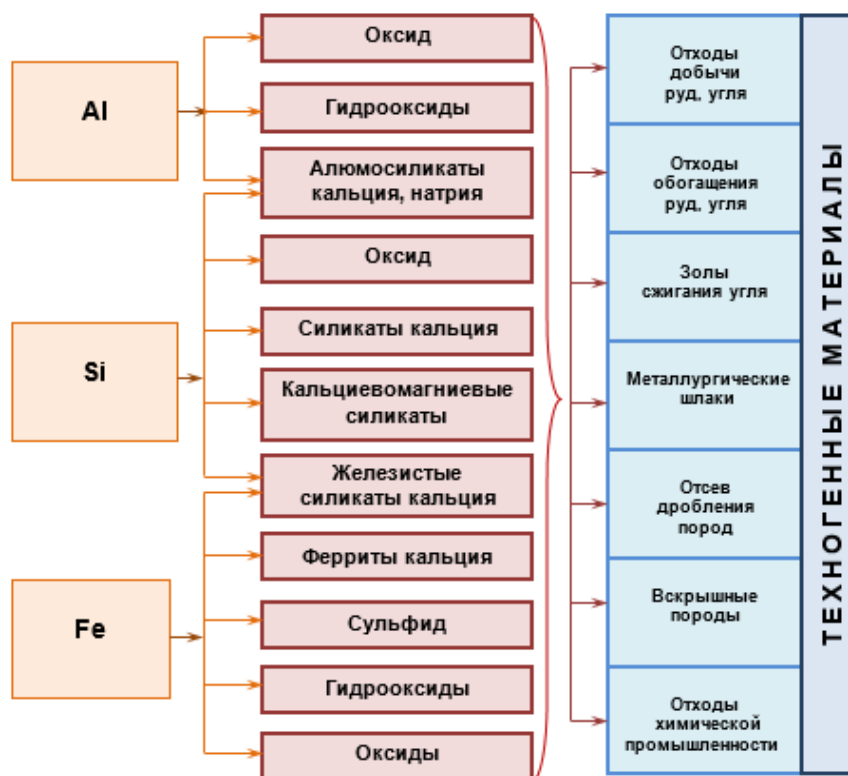 Al
Si
Fe
Оксид
Гидрооксиды
Алюмосиликаты
кальция, натрия
Оксид
Силикаты кальция
Кальциевомагниевые
силикаты
Железистые
силикаты кальция
Ферриты кальция
Сульфид
Гидрооксиды
Оксиды
Отходы
добычи
руд, угля
Отходы
обогащения
руд, угля
Золы
сжигания угля
Металлургические
шлаки
Отсев
дробления
пород
Вскрышные
породы
Отходы
химической
промышленности
ТЕХНОГЕННЫЕ МАТЕРИАЛЫ